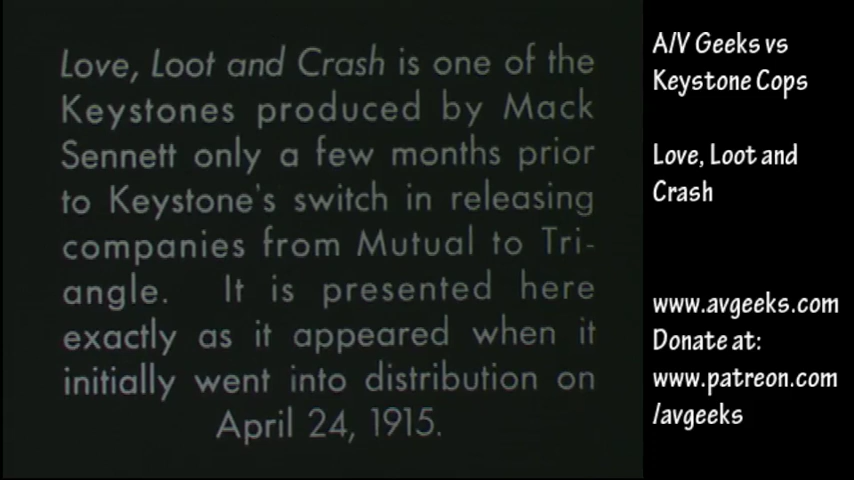 Love, Loot and Crash is one of the
Keystones produced by Mack
Sennett only a few months prior
to Keystone's switch in releasing
companies from Mutual to Tri-
angle. It is presented here
exactly as it appeared when it
initially went into distribution on
April 24, 1915.
A/V Geeks vs
Keystone Cops
Love, Loot and
Crash
www.avgeeks.com
Donate at:
www.patreon.com
/avgeeks